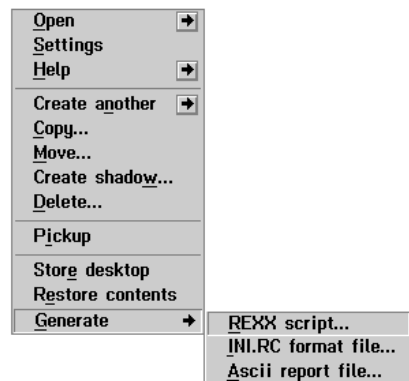 Open
Settings
Help
Create another
Copy...
Move...
Create shadow...
Delete...
Pickup
Store desktop
Restore contents
Generate
REXX script...
INI.RC format file...
Ascii report file...